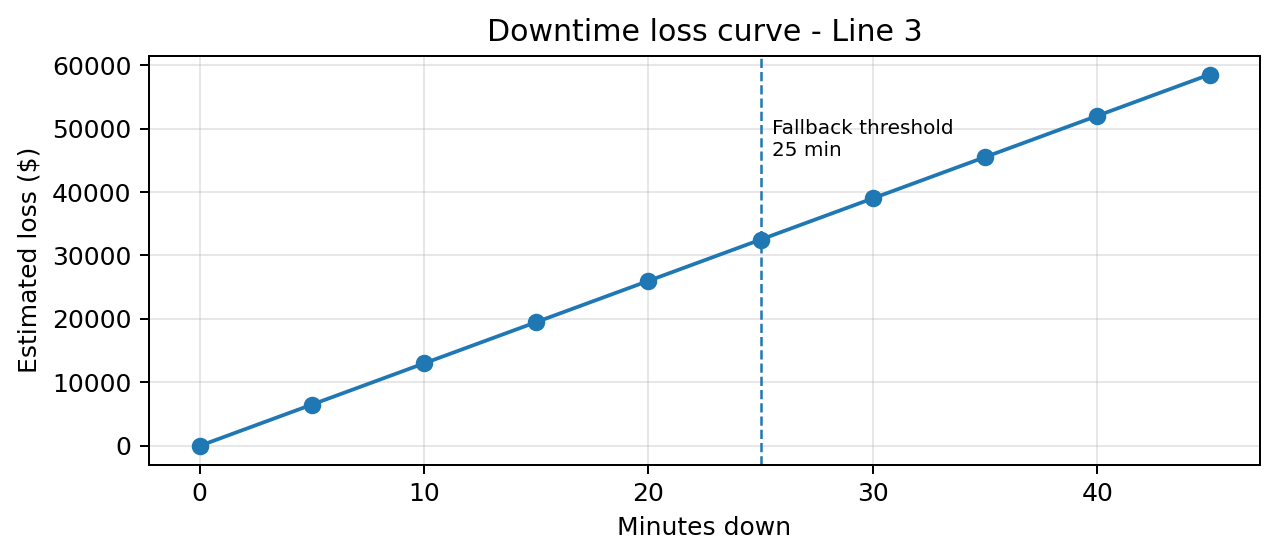 Downtime loss curve - Line 3
Estimated loss ($)
60000
50000
40000
30000
20000
10000
0
Fallback threshold
25 min
0 10 20 30 40
Minutes down